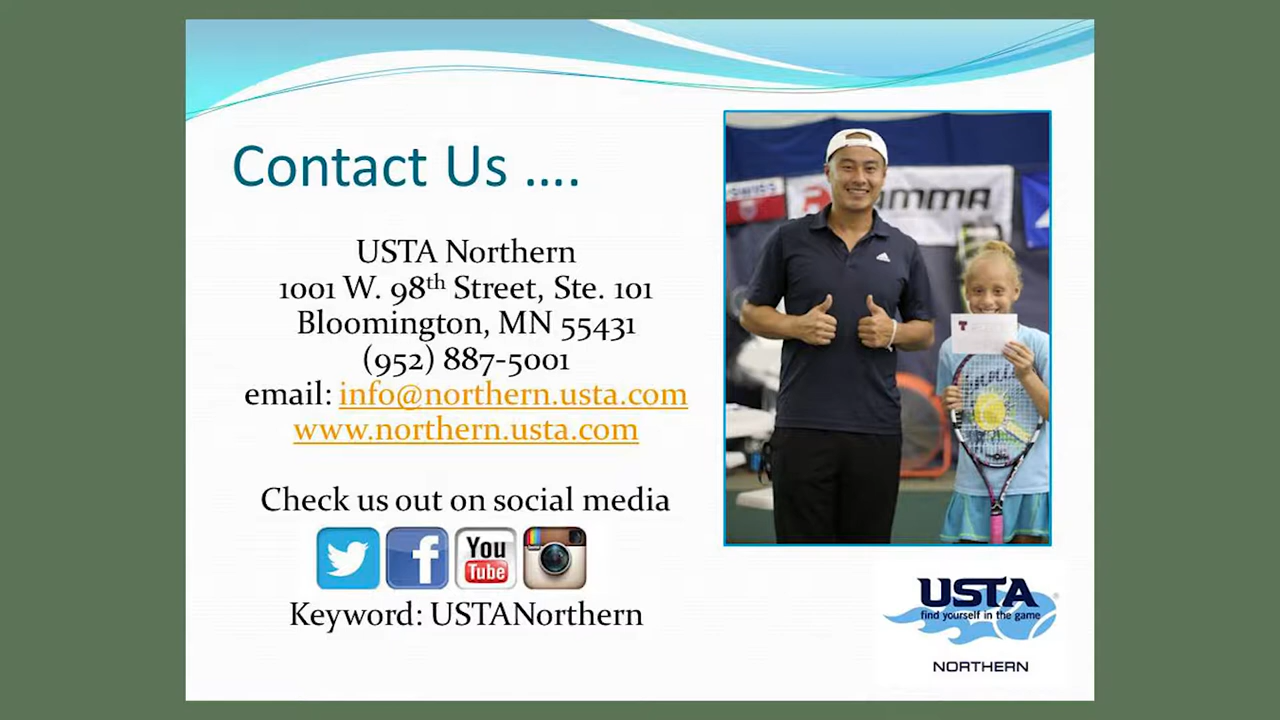 Contact Us ....
USTA Northern
1001 W. 98th Street, Ste. 101
Bloomington, MN 55431
(952) 887-5001
email: info@northern.usta.com
www.northern.usta.com
Check us out on social media
You
Tube
Keyword: USTANorthern
SWISS
AMMA
T
USTA
find yourself in the game
NORTHERN